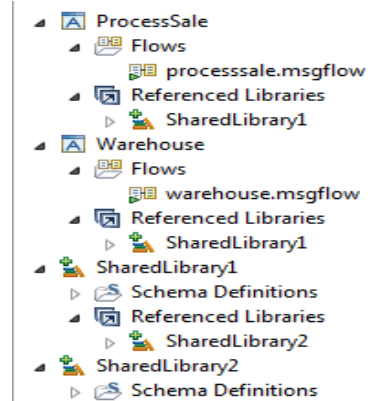 ProcessSale
Flows
processsale.msgflow
Referenced Libraries
SharedLibrary1
Warehouse
Flows
warehouse.msgflow
Referenced Libraries
SharedLibrary1
SharedLibrary1
Schema Definitions
Referenced Libraries
SharedLibrary2
SharedLibrary2
Schema Definitions